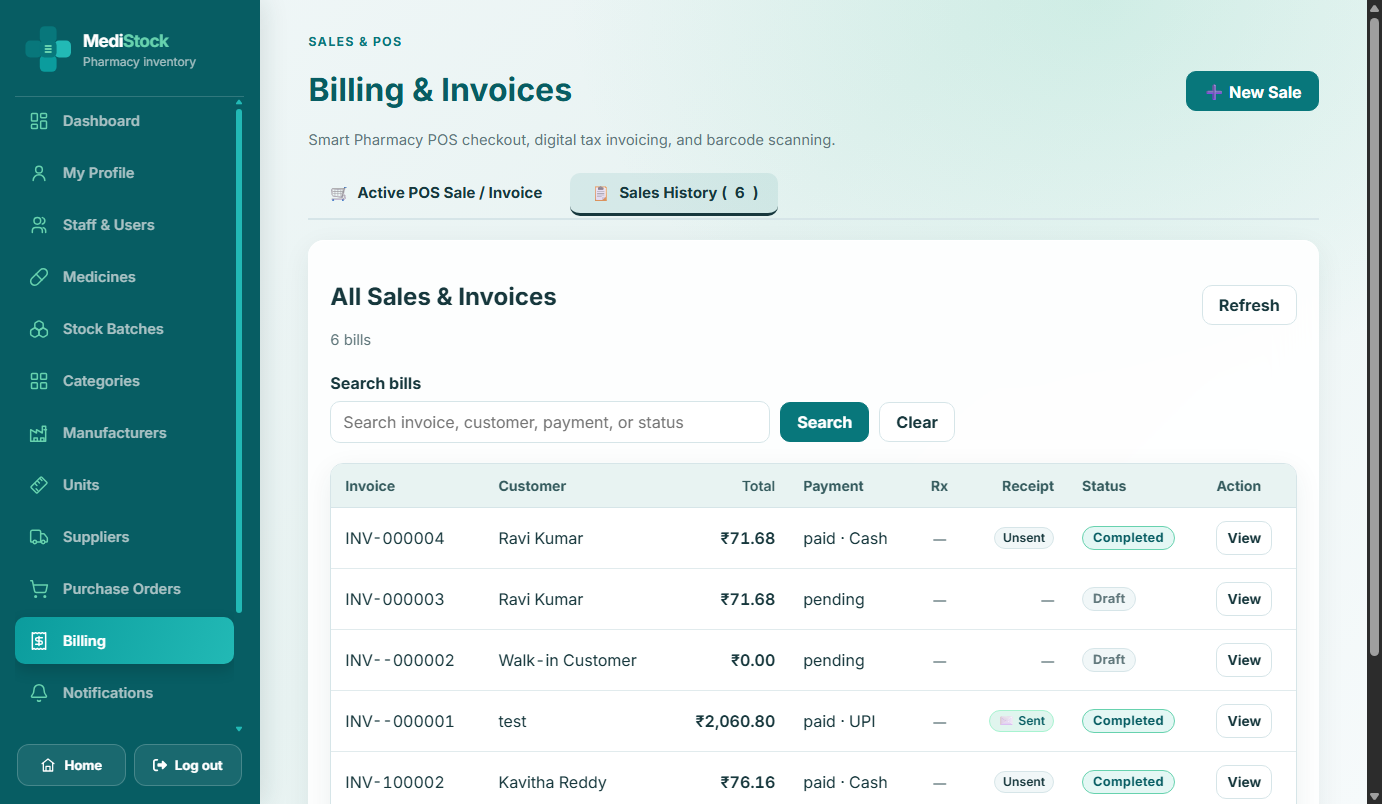 MediStock
Pharmacy inventory
Dashboard
My Profile
Staff & Users
Medicines
Stock Batches
Categories
Manufacturers
Units
Suppliers
Purchase Orders
Billing
Notifications
Home
Log out
SALES & POS
Billing & Invoices
New Sale
Smart Pharmacy POS checkout, digital tax invoicing, and barcode scanning.
Active POS Sale / Invoice
Sales History ( 6 )
All Sales & Invoices
Refresh
6 bills
Search bills
Search invoice, customer, payment, or status
Search
Clear
Invoice Customer Total Payment Rx Receipt Status Action
INV-000004 Ravi Kumar ₹71.68 paid · Cash — Unsent Completed View
INV-000003 Ravi Kumar ₹71.68 pending — — Draft View
INV--000002 Walk-in Customer ₹0.00 pending — — Draft View
INV--000001 test ₹2,060.80 paid · UPI — Sent Completed View
INV-100002 Kavitha Reddy ₹76.16 paid · Cash — Unsent Completed View